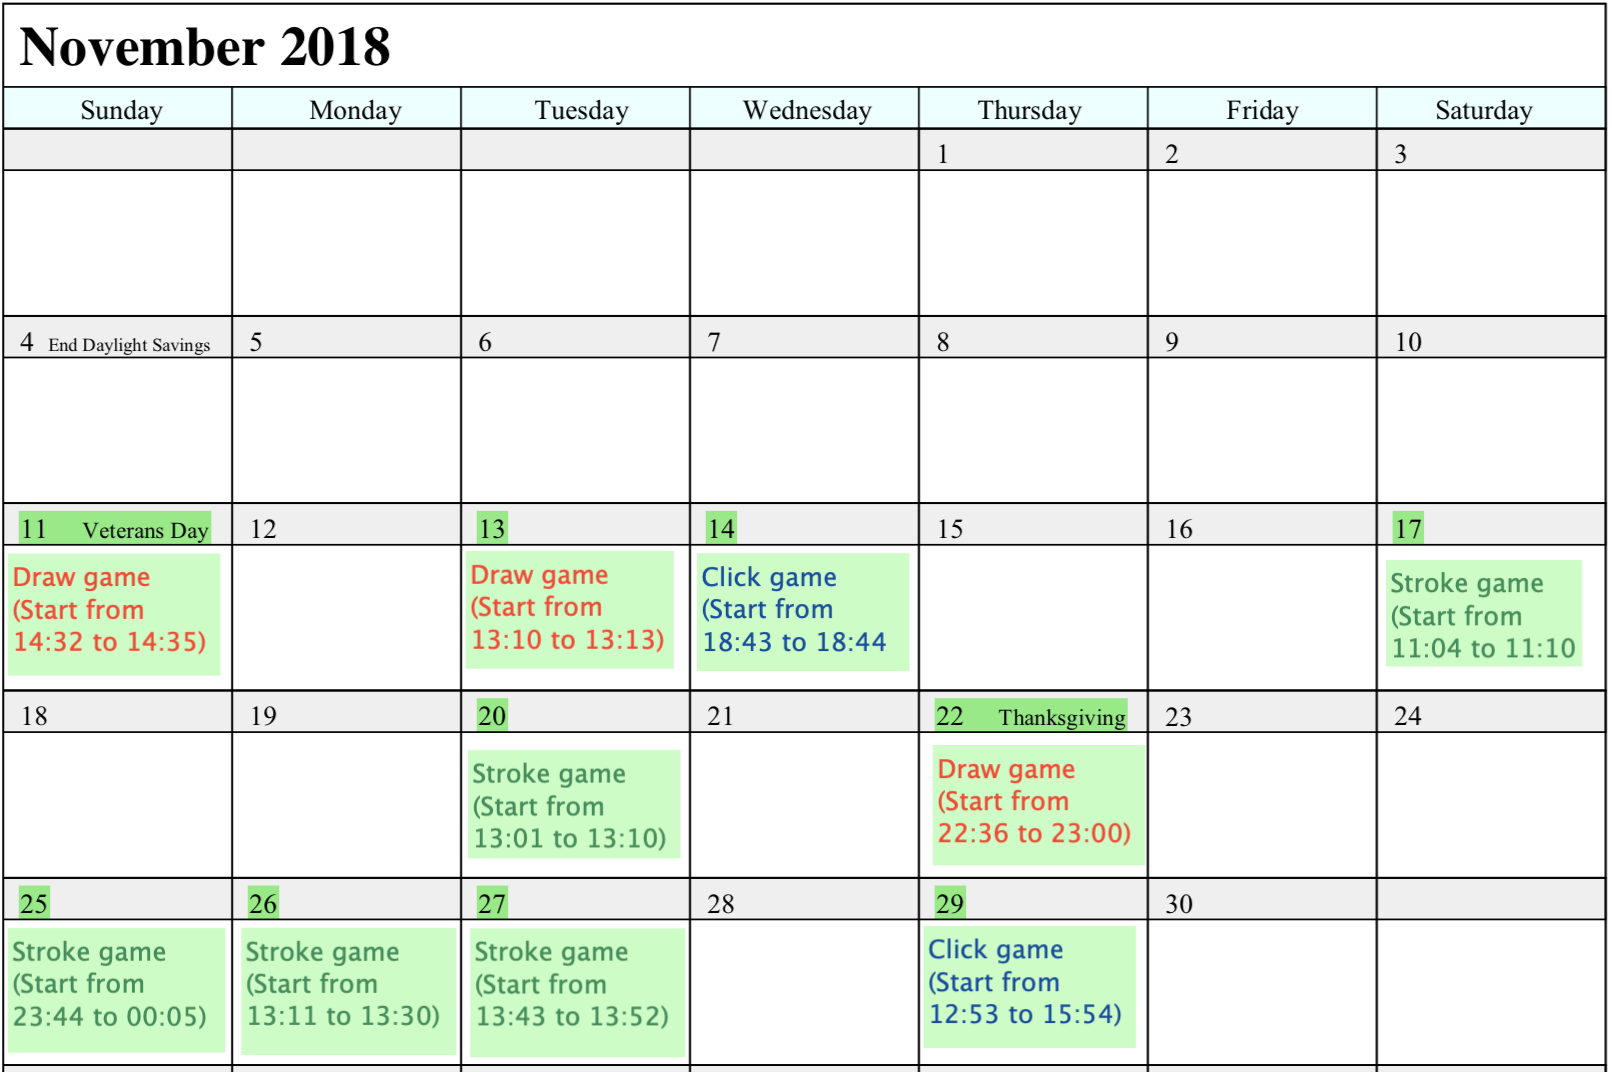 November 2018
Sunday Monday Tuesday Wednesday Thursday Friday Saturday
1 2 3
4 End Daylight Savings 5 6 7 8 9 10
11 Veterans Day 12 13 14 15 16 17
Draw game
(Start from
14:32 to 14:35)
Draw game
(Start from
13:10 to 13:13)
Click game
(Start from
18:43 to 18:44
Stroke game
(Start from
11:04 to 11:10
18 19 20 21 22 Thanksgiving 23 24
Stroke game
(Start from
13:01 to 13:10)
Draw game
(Start from
22:36 to 23:00)
25 26 27 28 29 30
Stroke game
(Start from
23:44 to 00:05)
Stroke game
(Start from
13:11 to 13:30)
Stroke game
(Start from
13:43 to 13:52)
Click game
(Start from
12:53 to 15:54)